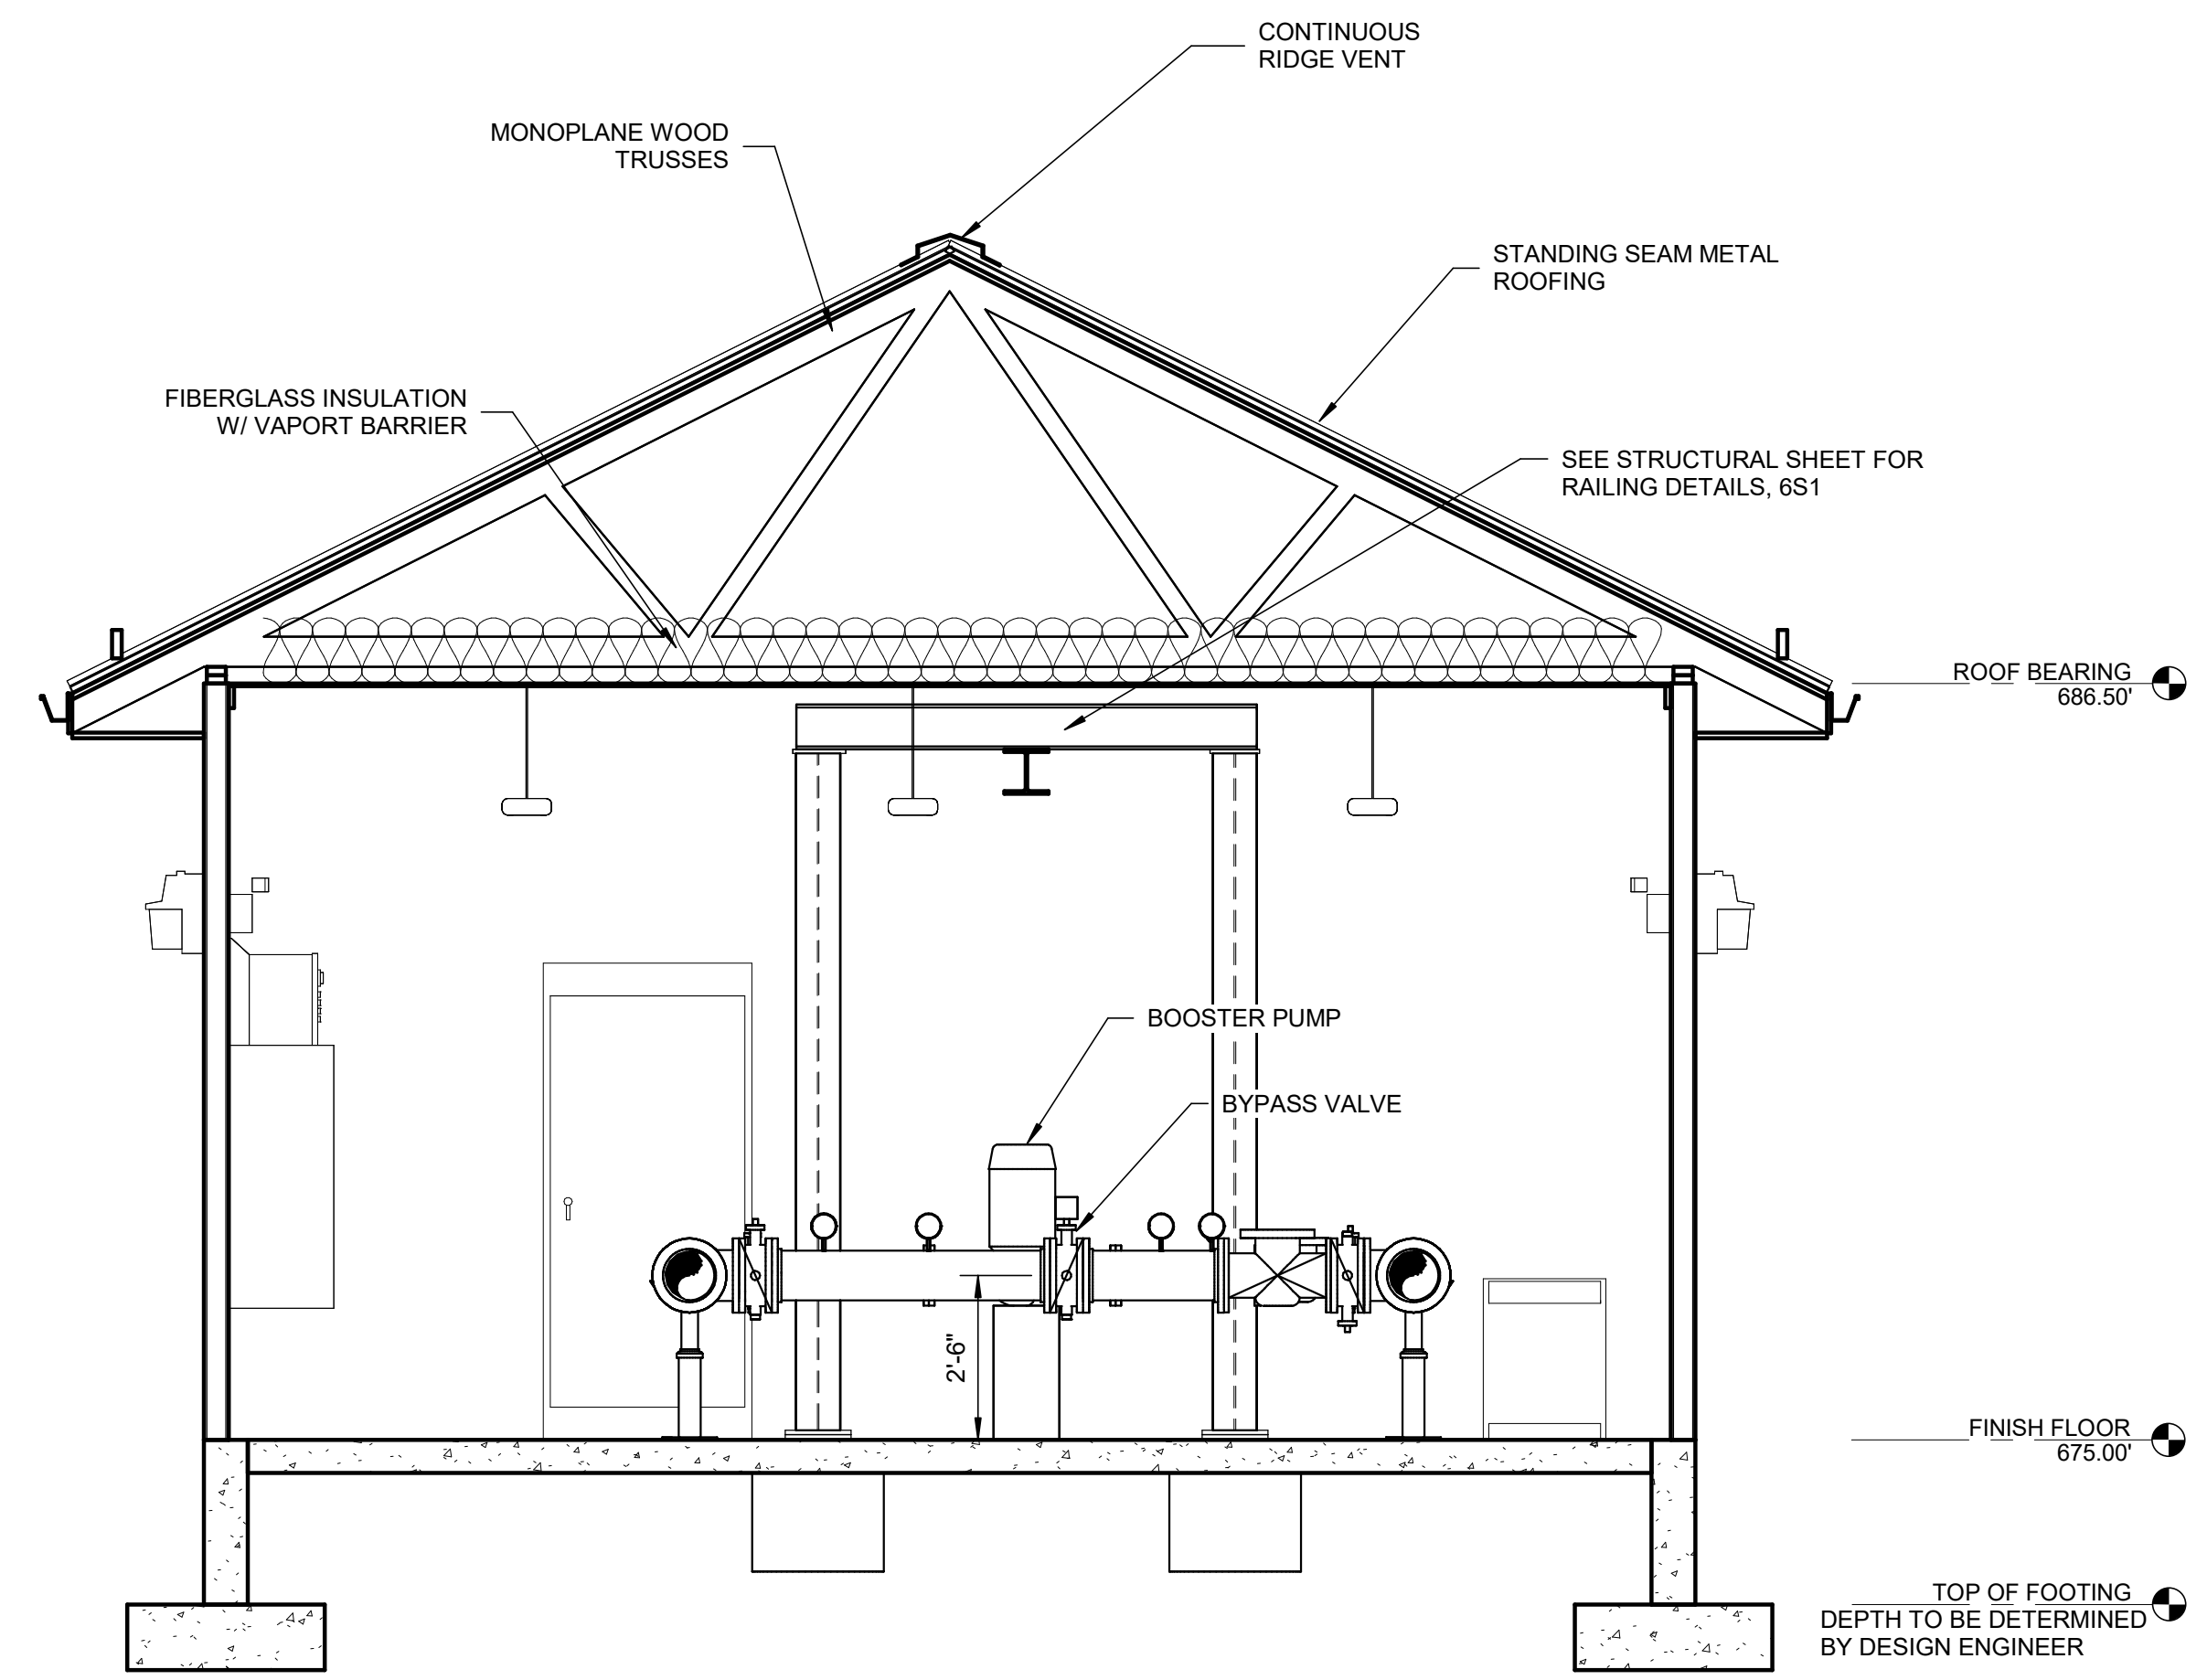 CONTINUOUS
RIDGE VENT
MONOPLANE WOOD
TRUSSES
STANDING SEAM METAL
ROOFING
FIBERGLASS INSULATION
W/ VAPORT BARRIER
SEE STRUCTURAL SHEET FOR
RAILING DETAILS, 6S1
ROOF BEARING
686.50'
BOOSTER PUMP
BYPASS VALVE
2'-6"
FINISH FLOOR
675.00'
TOP OF FOOTING
DEPTH TO BE DETERMINED
BY DESIGN ENGINEER